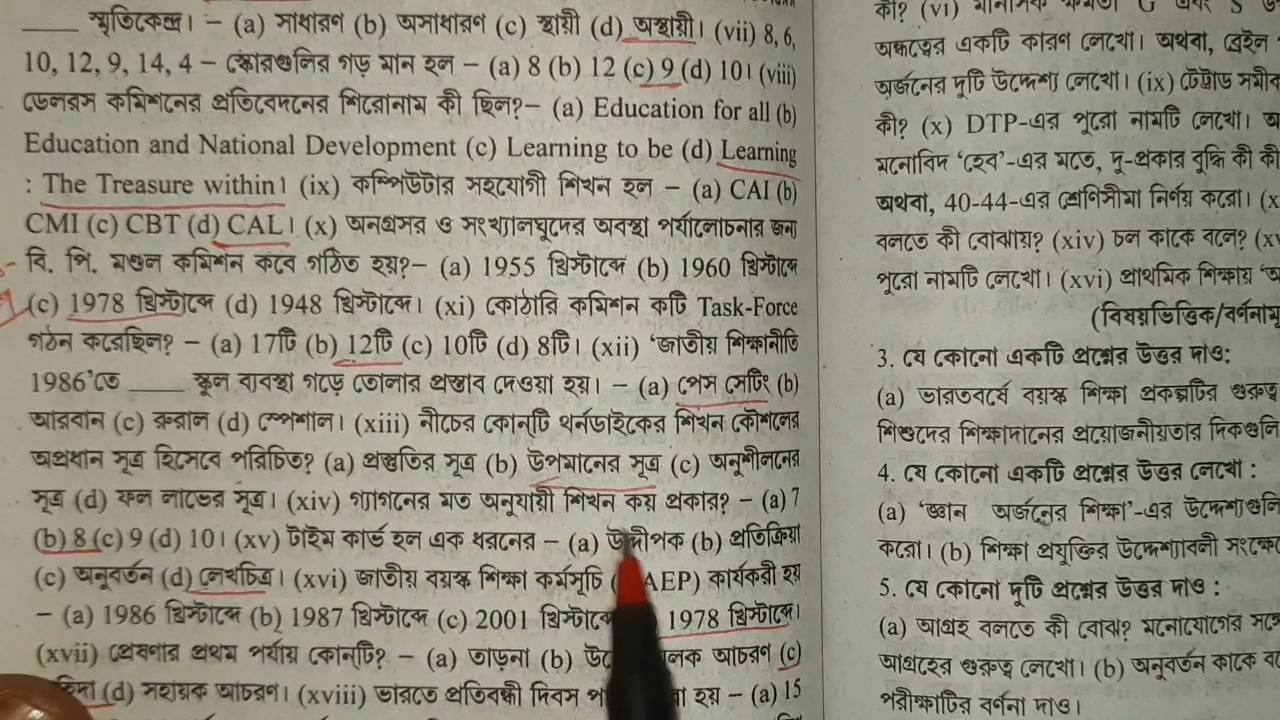 স্মৃতিকেন্দ্র। – (a) সাধারণ (b) অসাধারণ (c) স্থায়ী (d) অস্থায়ী। (vii) 8, 6,
10, 12, 9, 14, 4 – স্কোরগুলির গড় মান হল – (a) 8 (b) 12 (c) 9 (d) 10। (viii)
ডেলরস কমিশনের প্রতিবেদনের শিরোনাম কী ছিল?– (a) Education for all (b)
Education and National Development (c) Learning to be (d) Learning
: The Treasure within। (ix) কম্পিউটার সহযোগী শিখন হল – (a) CAI (b)
CMI (c) CBT (d) CAL। (x) অনগ্রসর ও সংখ্যালঘুদের অবস্থা পর্যালোচনার জন্য
বি. পি. মণ্ডল কমিশন কবে গঠিত হয়?– (a) 1955 খ্রিস্টাব্দে (b) 1960 খ্রিস্টাব্দে
(c) 1978 খ্রিস্টাব্দে (d) 1948 খ্রিস্টাব্দে। (xi) কোঠারি কমিশন কটি Task-Force
গঠন করেছিল? – (a) 17টি (b) 12টি (c) 10টি (d) 8টি। (xii) ‘জাতীয় শিক্ষানীতি
1986’তে ____ স্কুল ব্যবস্থা গড়ে তোলার প্রস্তাব দেওয়া হয়। – (a) পেস সেটিং (b)
আরবান (c) রুরাল (d) স্পেশাল। (xiii) নীচের কোন্‌টি থর্নডাইকের শিখন কৌশলের
অপ্রধান সূত্র হিসেবে পরিচিত? (a) প্রস্তুতির সূত্র (b) উপমানের সূত্র (c) অনুশীলনের
সূত্র (d) ফল লাভের সূত্র। (xiv) গ্যাগনের মত অনুযায়ী শিখন কয় প্রকার? – (a) 7
(b) 8 (c) 9 (d) 10। (xv) টাইম কার্ভ হল এক ধরনের – (a) উদ্দীপক (b) প্রতিক্রিয়া
(c) অনুবর্তন (d) লেখচিত্র। (xvi) জাতীয় বয়স্ক শিক্ষা কর্মসূচি AEP) কার্যকরী হয়
– (a) 1986 খ্রিস্টাব্দে (b) 1987 খ্রিস্টাব্দে (c) 2001 খ্রিস্টাব্দে 1978 খ্রিস্টাব্দে।
(xvii) প্রেষণার প্রথম পর্যায় কোন্‌টি? – (a) তাড়না (b) আচরণ (c)
(d) সহায়ক আচরণ। (xviii) ভারতে প্রতিবন্ধী দিবস হয় – (a) 15
কী? (vi) মানসিক ক্ষমতা G এবং S
অন্ধত্বের একটি কারণ লেখো। অথবা, ব্রেইল
অর্জনের দুটি উদ্দেশ্য লেখো। (ix) টেট্রাড
কী? (x) DTP-এর পুরো নামটি লেখো।
মনোবিদ ‘হেব’-এর মতে, দু-প্রকার বুদ্ধি কী কী
অথবা, 40-44-এর শ্রেণিসীমা নির্ণয় করো।
বলতে কী বোঝায়? (xiv) চল কাকে বলে?
পুরো নামটি লেখো। (xvi) প্রাথমিক শিক্ষায়
(বিষয়ভিত্তিক/বর্ণনাম
3. যে কোনো একটি প্রশ্নের উত্তর দাও:
(a) ভারতবর্ষে বয়স্ক শিক্ষা প্রকল্পটির গুরুত্ব
শিশুদের শিক্ষাদানের প্রয়োজনীয়তার দিকগুলি
4. যে কোনো একটি প্রশ্নের উত্তর লেখো :
(a) ‘জ্ঞান অর্জনের শিক্ষা’-এর উদ্দেশ্যগুলি
করো। (b) শিক্ষা প্রযুক্তির উদ্দেশ্যাবলী সংক্ষেপে
5. যে কোনো দুটি প্রশ্নের উত্তর দাও :
(a) আগ্রহ বলতে কী বোঝ? মনোযোগের সঙ্গে
আগ্রহের গুরুত্ব লেখো। (b) অনুবর্তন কাকে
পরীক্ষাটির বর্ণনা দাও।